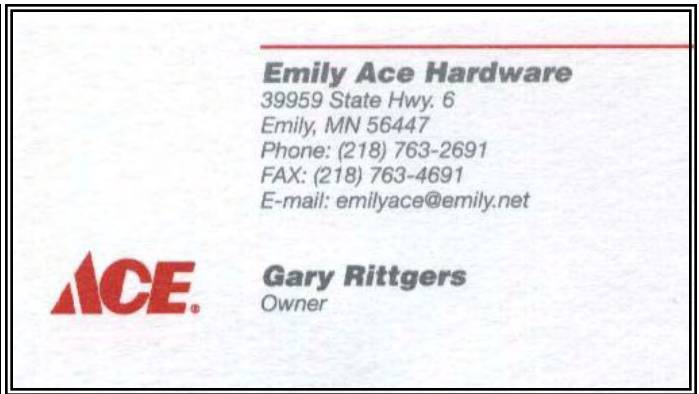 Emily Ace Hardware
39959 State Hwy. 6
Emily, MN 56447
Phone: (218) 763-2691
FAX: (218) 763-4691
E-mail: emilyace@emily.net
ACE®
Gary Rittgers
Owner